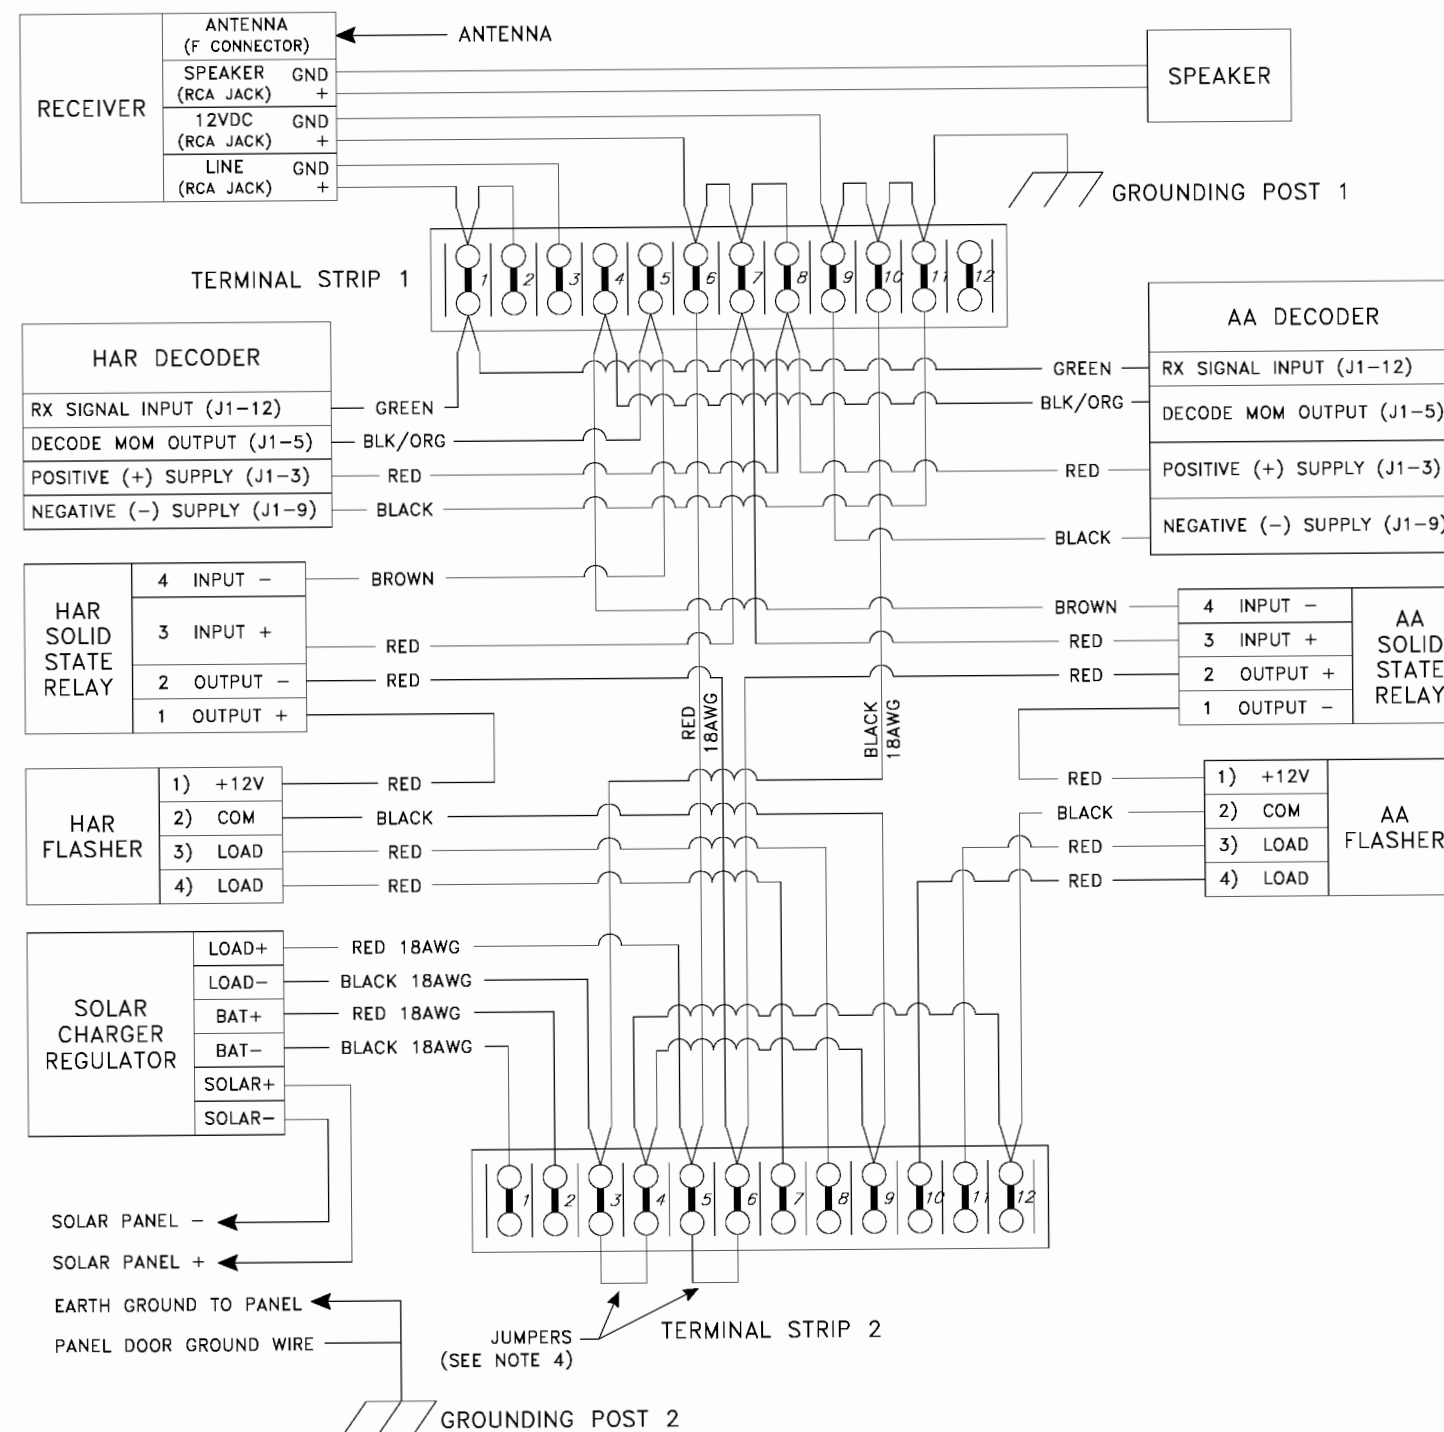 RECEIVER
ANTENNA
(F CONNECTOR)
SPEAKER GND
(RCA JACK) +
12VDC GND
(RCA JACK) +
LINE GND
(RCA JACK) +
ANTENNA
SPEAKER
GROUNDING POST 1
TERMINAL STRIP 1
1 2 3 4 5 6 7 8 9 10 11 12
HAR DECODER
RX SIGNAL INPUT (J1-12)
DECODE MOM OUTPUT (J1-5)
POSITIVE (+) SUPPLY (J1-3)
NEGATIVE (-) SUPPLY (J1-9)
GREEN
BLK/ORG
RED
BLACK
AA DECODER
RX SIGNAL INPUT (J1-12)
DECODE MOM OUTPUT (J1-5)
POSITIVE (+) SUPPLY (J1-3)
NEGATIVE (-) SUPPLY (J1-9)
GREEN
BLK/ORG
RED
BLACK
HAR
SOLID
STATE
RELAY
4 INPUT -
3 INPUT +
2 OUTPUT -
1 OUTPUT +
BROWN
RED
RED
RED
18AWG
BLACK
18AWG
BROWN
RED
RED
4 INPUT -
3 INPUT +
2 OUTPUT +
1 OUTPUT -
AA
SOLID
STATE
RELAY
HAR
FLASHER
1) +12V
2) COM
3) LOAD
4) LOAD
RED
BLACK
RED
RED
RED
BLACK
RED
RED
1) +12V
2) COM
3) LOAD
4) LOAD
AA
FLASHER
SOLAR
CHARGER
REGULATOR
LOAD+
LOAD-
BAT+
BAT-
SOLAR+
SOLAR-
RED 18AWG
BLACK 18AWG
RED 18AWG
BLACK 18AWG
1 2 3 4 5 6 7 8 9 10 11 12
SOLAR PANEL -
SOLAR PANEL +
EARTH GROUND TO PANEL
PANEL DOOR GROUND WIRE
JUMPERS
(SEE NOTE 4)
TERMINAL STRIP 2
GROUNDING POST 2